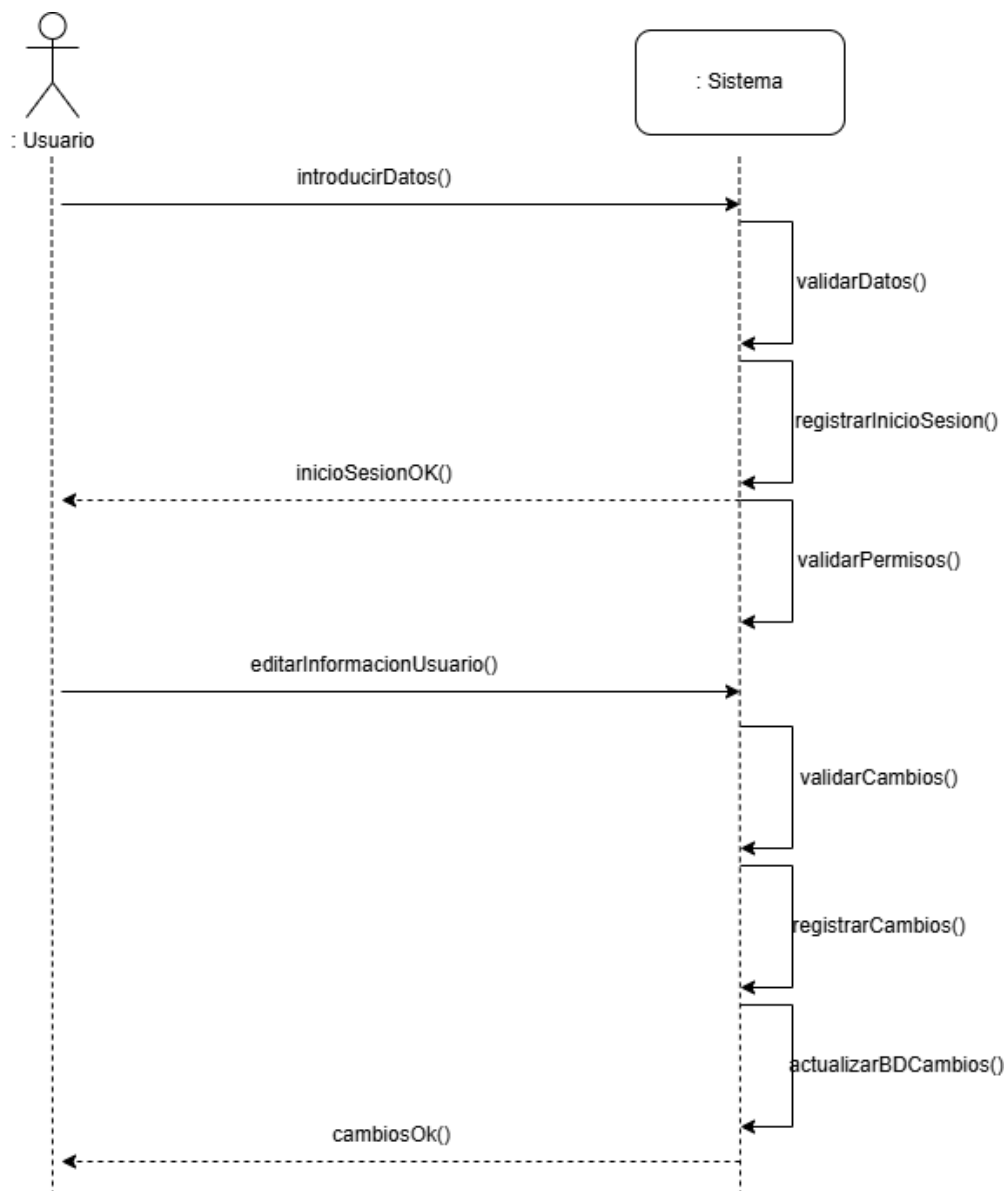 : Usuario
: Sistema
introducirDatos()
validarDatos()
registrarInicioSesion()
inicioSesionOK()
validarPermisos()
editarInformacionUsuario()
validarCambios()
registrarCambios()
actualizarBDCambios()
cambiosOk()